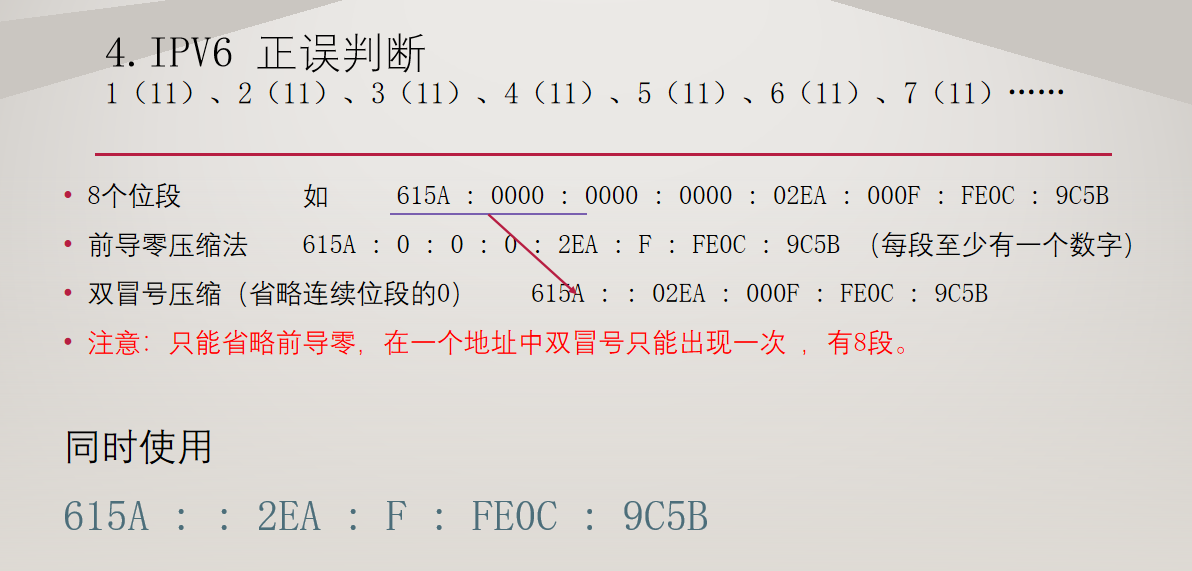 4.IPV6 正误判断
1（11）、2（11）、3（11）、4（11）、5（11）、6（11）、7（11）……
• 8个位段 如 615A : 0000 : 0000 : 0000 : 02EA : 000F : FE0C : 9C5B
• 前导零压缩法 615A : 0 : 0 : 0 : 2EA : F : FE0C : 9C5B （每段至少有一个数字）
• 双冒号压缩（省略连续位段的0） 615A : : 02EA : 000F : FE0C : 9C5B
• 注意：只能省略前导零，在一个地址中双冒号只能出现一次 ，有8段。
同时使用
615A : : 2EA : F : FE0C : 9C5B